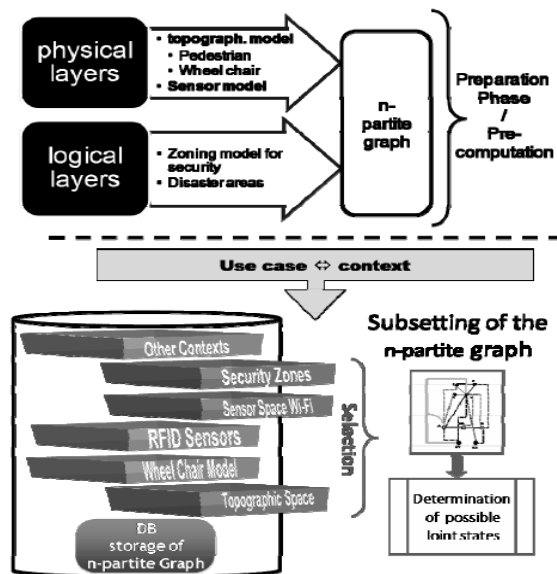 physical
layers
• topograph. model
• Pedestrian
• Wheel chair
• Sensor model
logical
layers
• Zoning model for
security
• Disaster areas
n-
partite
graph
Preparation
Phase
/
Pre-
computation
Use case ⇔ context
Other Contexts
Security Zones
Sensor Space Wi-Fi
RFID Sensors
Wheel Chair Model
Topographic Space
DB
storage of
n-partite Graph
Selection
Subsetting of the
n-partite graph
Determination
of possible
Joint states